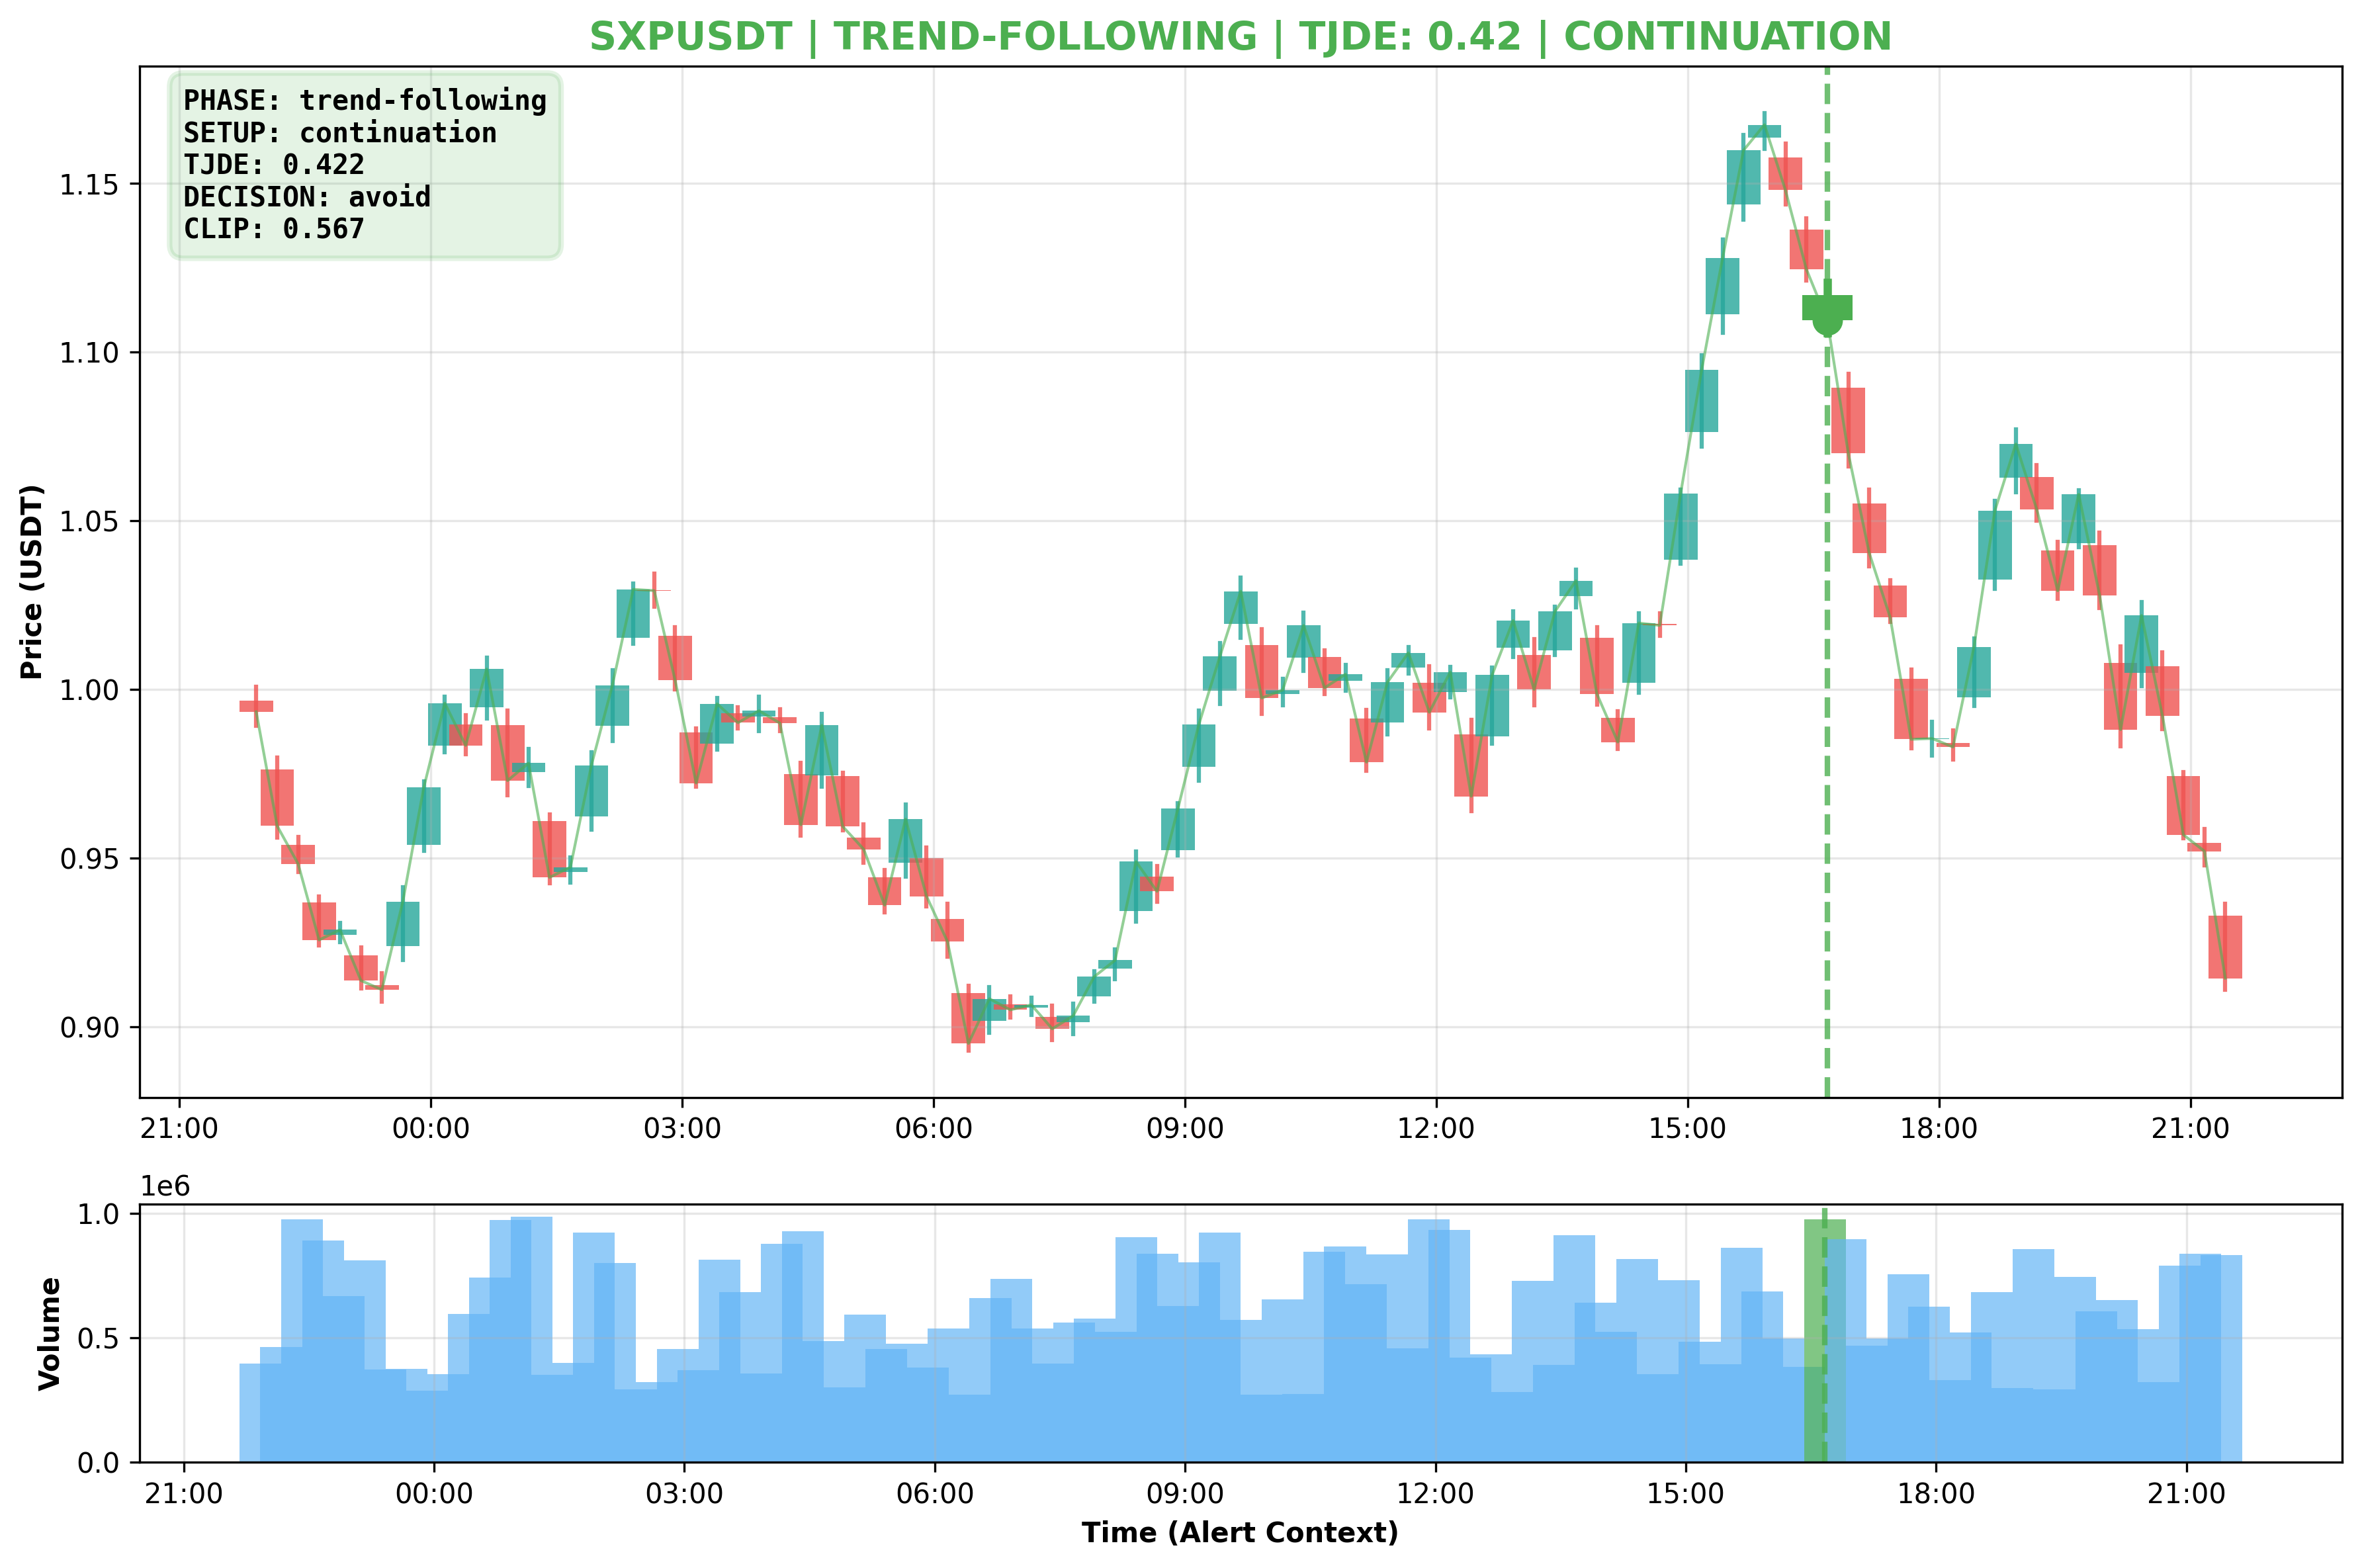 SXPUSDT | TREND-FOLLOWING | TJDE: 0.42 | CONTINUATION
PHASE: trend-following
SETUP: continuation
TJDE: 0.422
DECISION: avoid
CLIP: 0.567
Price (USDT)
1.15
1.10
1.05
1.00
0.95
0.90
21:00 00:00 03:00 06:00 09:00 12:00 15:00 18:00 21:00
1e6
Volume
1.0
0.5
0.0
21:00 00:00 03:00 06:00 09:00 12:00 15:00 18:00 21:00
Time (Alert Context)